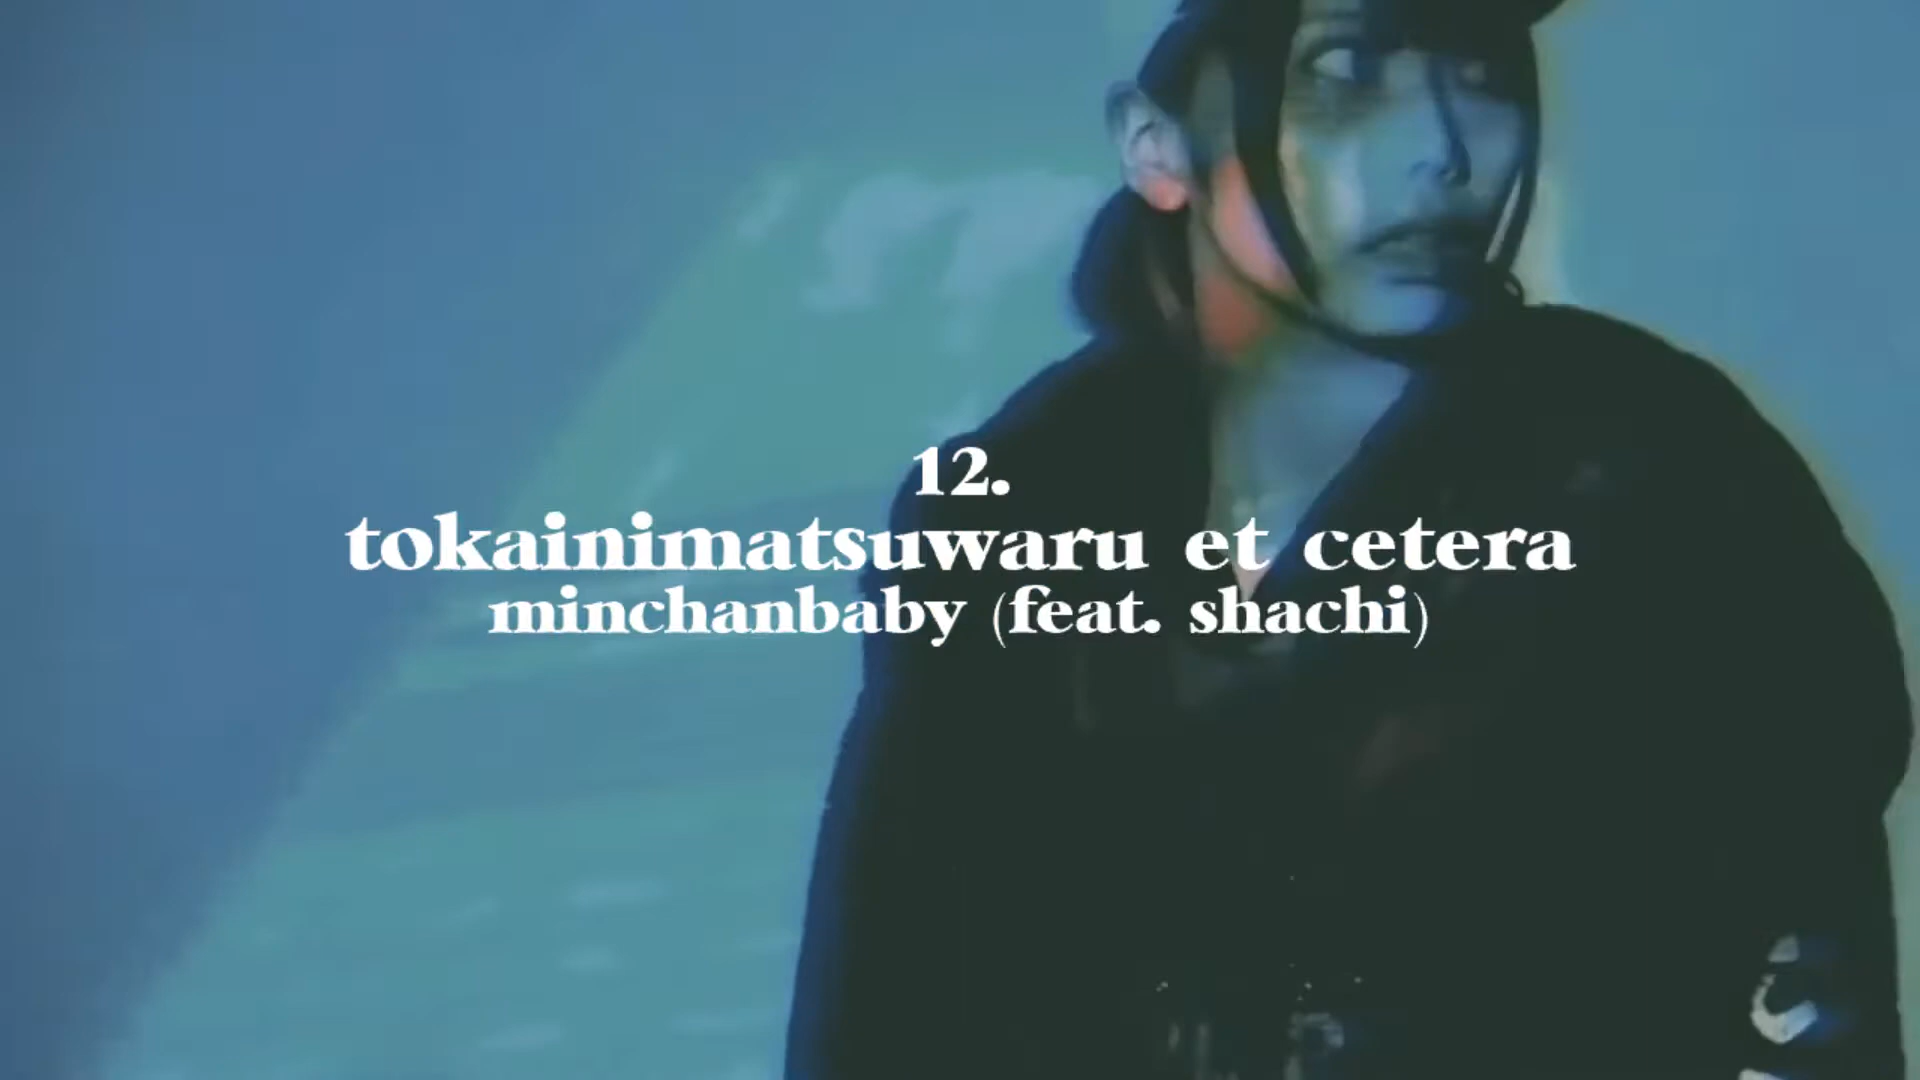 12.
tokainimatsuwaru et cetera
minchanbaby (feat. shachi)